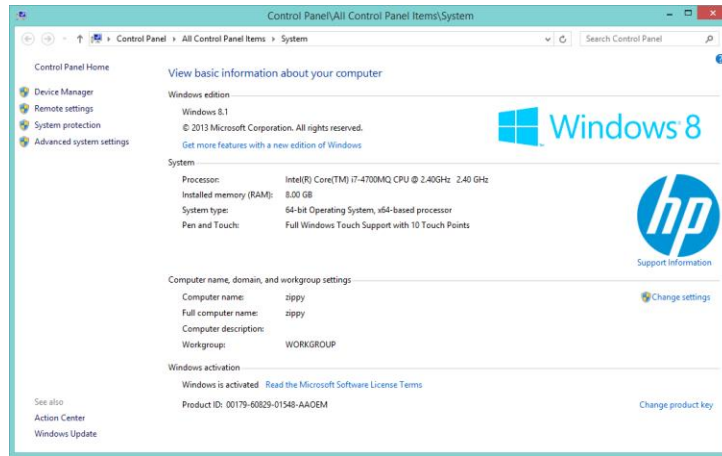 Control Panel\All Control Panel Items\System
Control Panel
All Control Panel Items
System
Search Control Panel
Control Panel Home
Device Manager
Remote settings
System protection
Advanced system settings
View basic information about your computer
Windows edition
Windows 8.1
© 2013 Microsoft Corporation. All rights reserved.
Get more features with a new edition of Windows
Windows 8
System
Processor: Intel(R) Core(TM) i7-4700MQ CPU @ 2.40GHz 2.40 GHz
Installed memory (RAM): 8.00 GB
System type: 64-bit Operating System, x64-based processor
Pen and Touch: Full Windows Touch Support with 10 Touch Points
hp
Support Information
Computer name, domain, and workgroup settings
Computer name: zippy
Change settings
Full computer name: zippy
Computer description:
Workgroup: WORKGROUP
Windows activation
Windows is activated Read the Microsoft Software License Terms
Product ID: 00179-60829-01548-AAOEM
Change product key
See also
Action Center
Windows Update